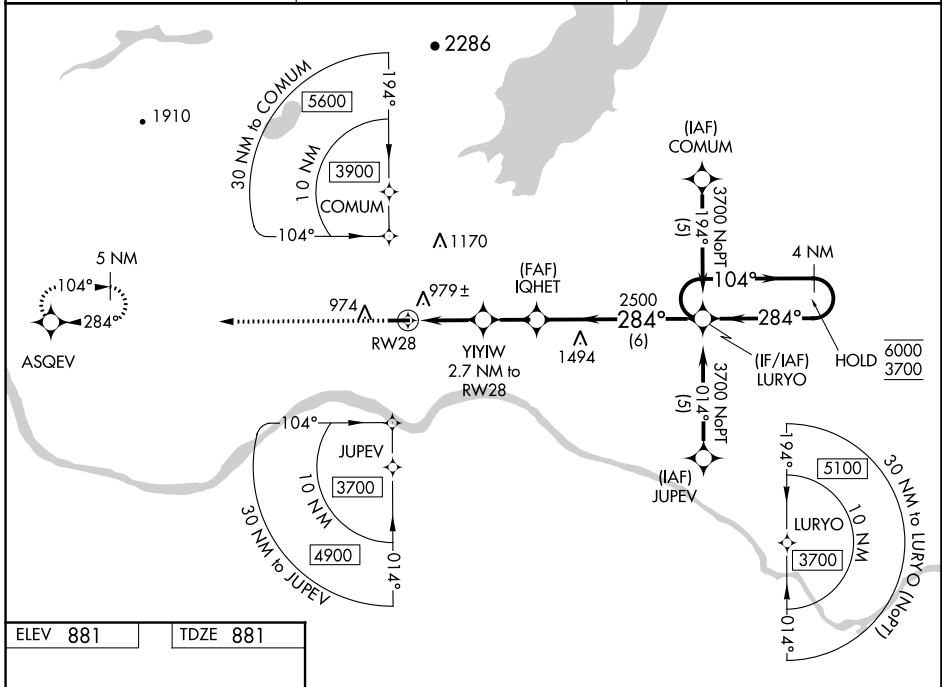 2286
1910
30 NM to COMUM
194°
5600
10 NM
3900
COMUM
104°
1170
(IAF)
COMUM
3700 NoPT
194°
(5)
5 NM
104°
284°
ASQEV
974
979±
RW28
(FAF)
IQHET
YIYIW
2.7 NM to
RW28
1494
2500
284°
(6)
4 NM
104°
284°
(IF/IAF)
LURYO
HOLD
6000
3700
3700 NoPT
014°
(5)
(IAF)
JUPEV
104°
JUPEV
3700
10 NM
4900
30 NM to JUPEV
014°
194°
5100
30 NM to LURYO (NoPT)
10 NM
LURYO
3700
014°
ELEV 881
TDZE 881